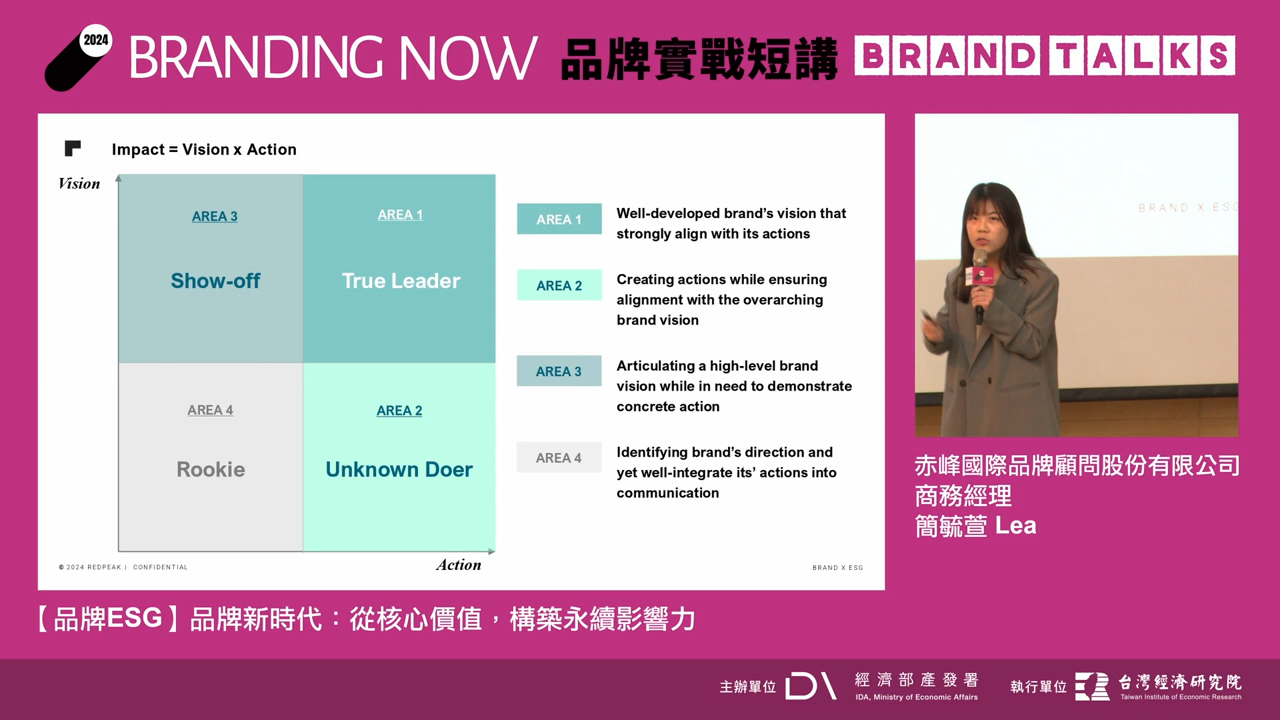 2024
BRANDING NOW 品牌實戰短講 BRAND TALKS
Impact = Vision x Action
Vision
AREA 3
Show-off
AREA 1
True Leader
AREA 4
Rookie
AREA 2
Unknown Doer
Action
AREA 1
Well-developed brand’s vision that
strongly align with its actions
AREA 2
Creating actions while ensuring
alignment with the overarching
brand vision
AREA 3
Articulating a high-level brand
vision while in need to demonstrate
concrete action
AREA 4
Identifying brand’s direction and
yet well-integrate its’ actions into
communication
© 2024 REDPEAK | CONFIDENTIAL
BRAND X ESG
BRAND X ESG
赤峰國際品牌顧問股份有限公司
商務經理
簡毓萱 Lea
【品牌ESG】品牌新時代：從核心價值，構築永續影響力
主辦單位
IDA
經濟部產發署
IDA, Ministry of Economic Affairs
執行單位
台灣經濟研究院
Taiwan Institute of Economic Research